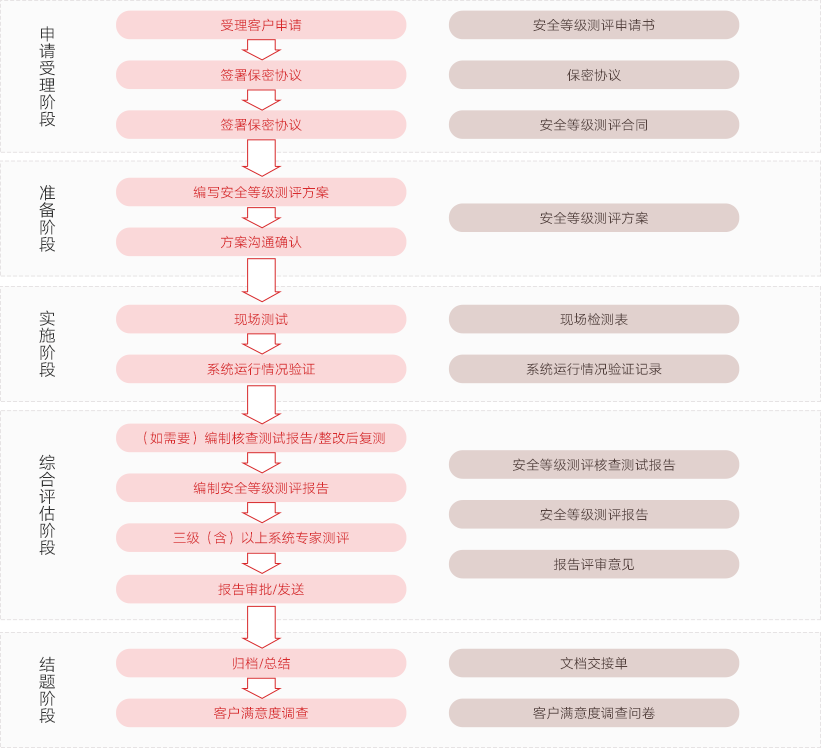 申请受理阶段
受理客户申请
安全等级测评申请书
签署保密协议
保密协议
签署保密协议
安全等级测评合同
准备阶段
编写安全等级测评方案
安全等级测评方案
方案沟通确认
实施阶段
现场测试
现场检测表
系统运行情况验证
系统运行情况验证记录
综合评估阶段
（如需要）编制核查测试报告/整改后复测
安全等级测评核查测试报告
编制安全等级测评报告
安全等级测评报告
三级（含）以上系统专家测评
报告评审意见
报告审批/发送
结题阶段
归档/总结
文档交接单
客户满意度调查
客户满意度调查问卷